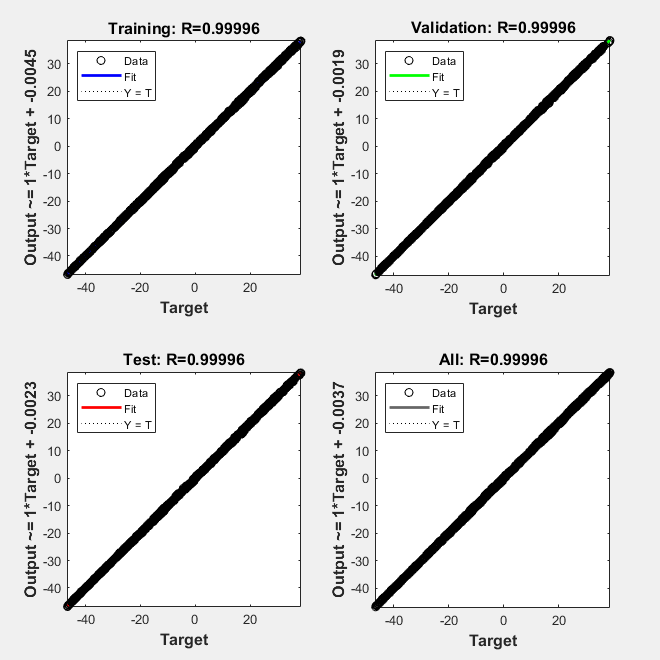 Training: R=0.99996
Output ~= 1*Target + -0.0045
30
20
10
0
-10
-20
-30
-40
Data
Fit
Y = T
-40
-20
0
20
Target
Validation: R=0.99996
Output ~= 1*Target + -0.0019
30
20
10
0
-10
-20
-30
-40
Data
Fit
Y = T
-40
-20
0
20
Target
Test: R=0.99996
Output ~= 1*Target + -0.0023
30
20
10
0
-10
-20
-30
-40
Data
Fit
Y = T
-40
-20
0
20
Target
All: R=0.99996
Output ~= 1*Target + -0.0037
30
20
10
0
-10
-20
-30
-40
Data
Fit
Y = T
-40
-20
0
20
Target